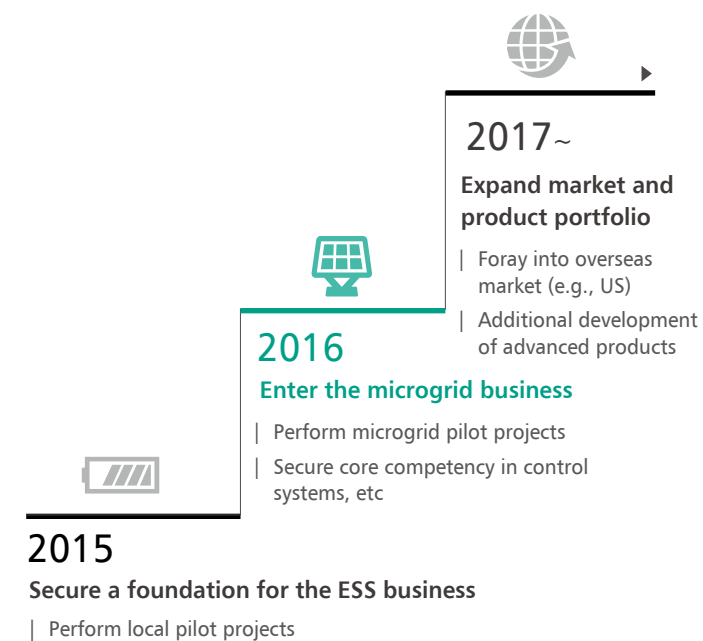 2017~
Expand market and
product portfolio
| Foray into overseas
market (e.g., US)
| Additional development
of advanced products
2016
Enter the microgrid business
| Perform microgrid pilot projects
| Secure core competency in control
systems, etc
2015
Secure a foundation for the ESS business
| Perform local pilot projects